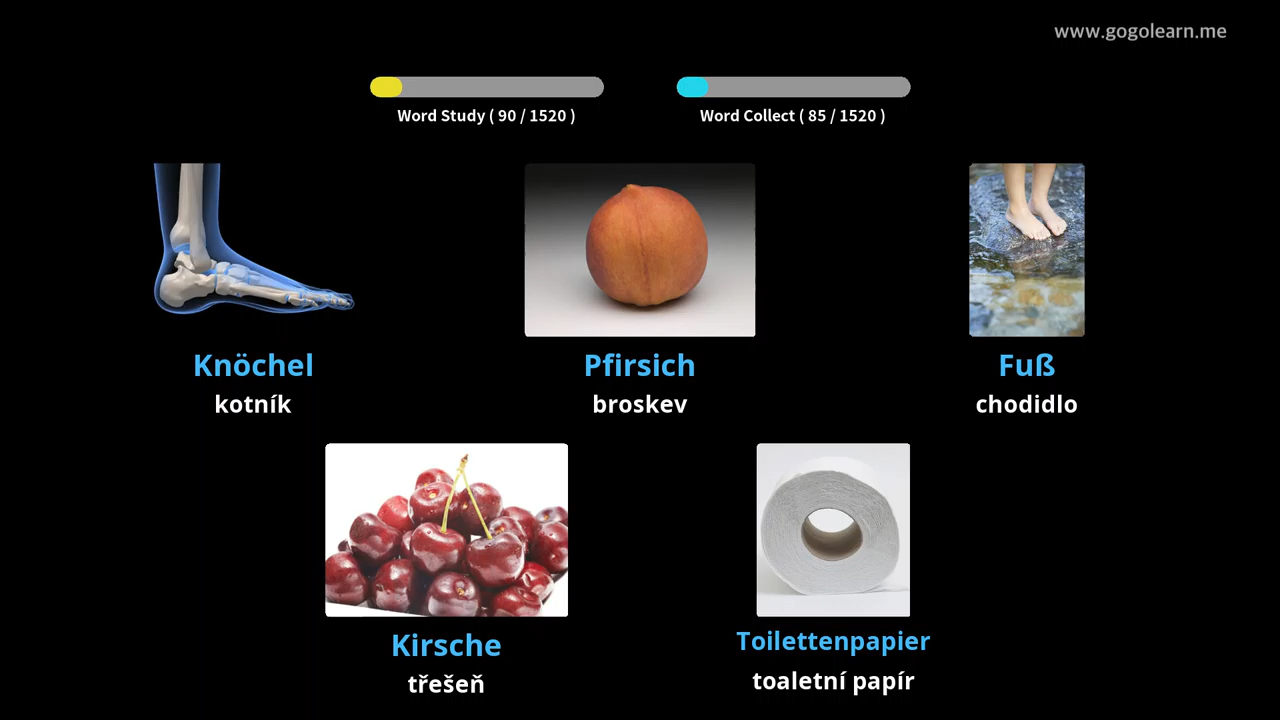 www.gogolearn.me
Word Study ( 90 / 1520 )
Word Collect ( 85 / 1520 )
Knöchel
kotník
Pfirsich
broskev
Fuß
chodidlo
Kirsche
třešeň
Toilettenpapier
toaletní papír